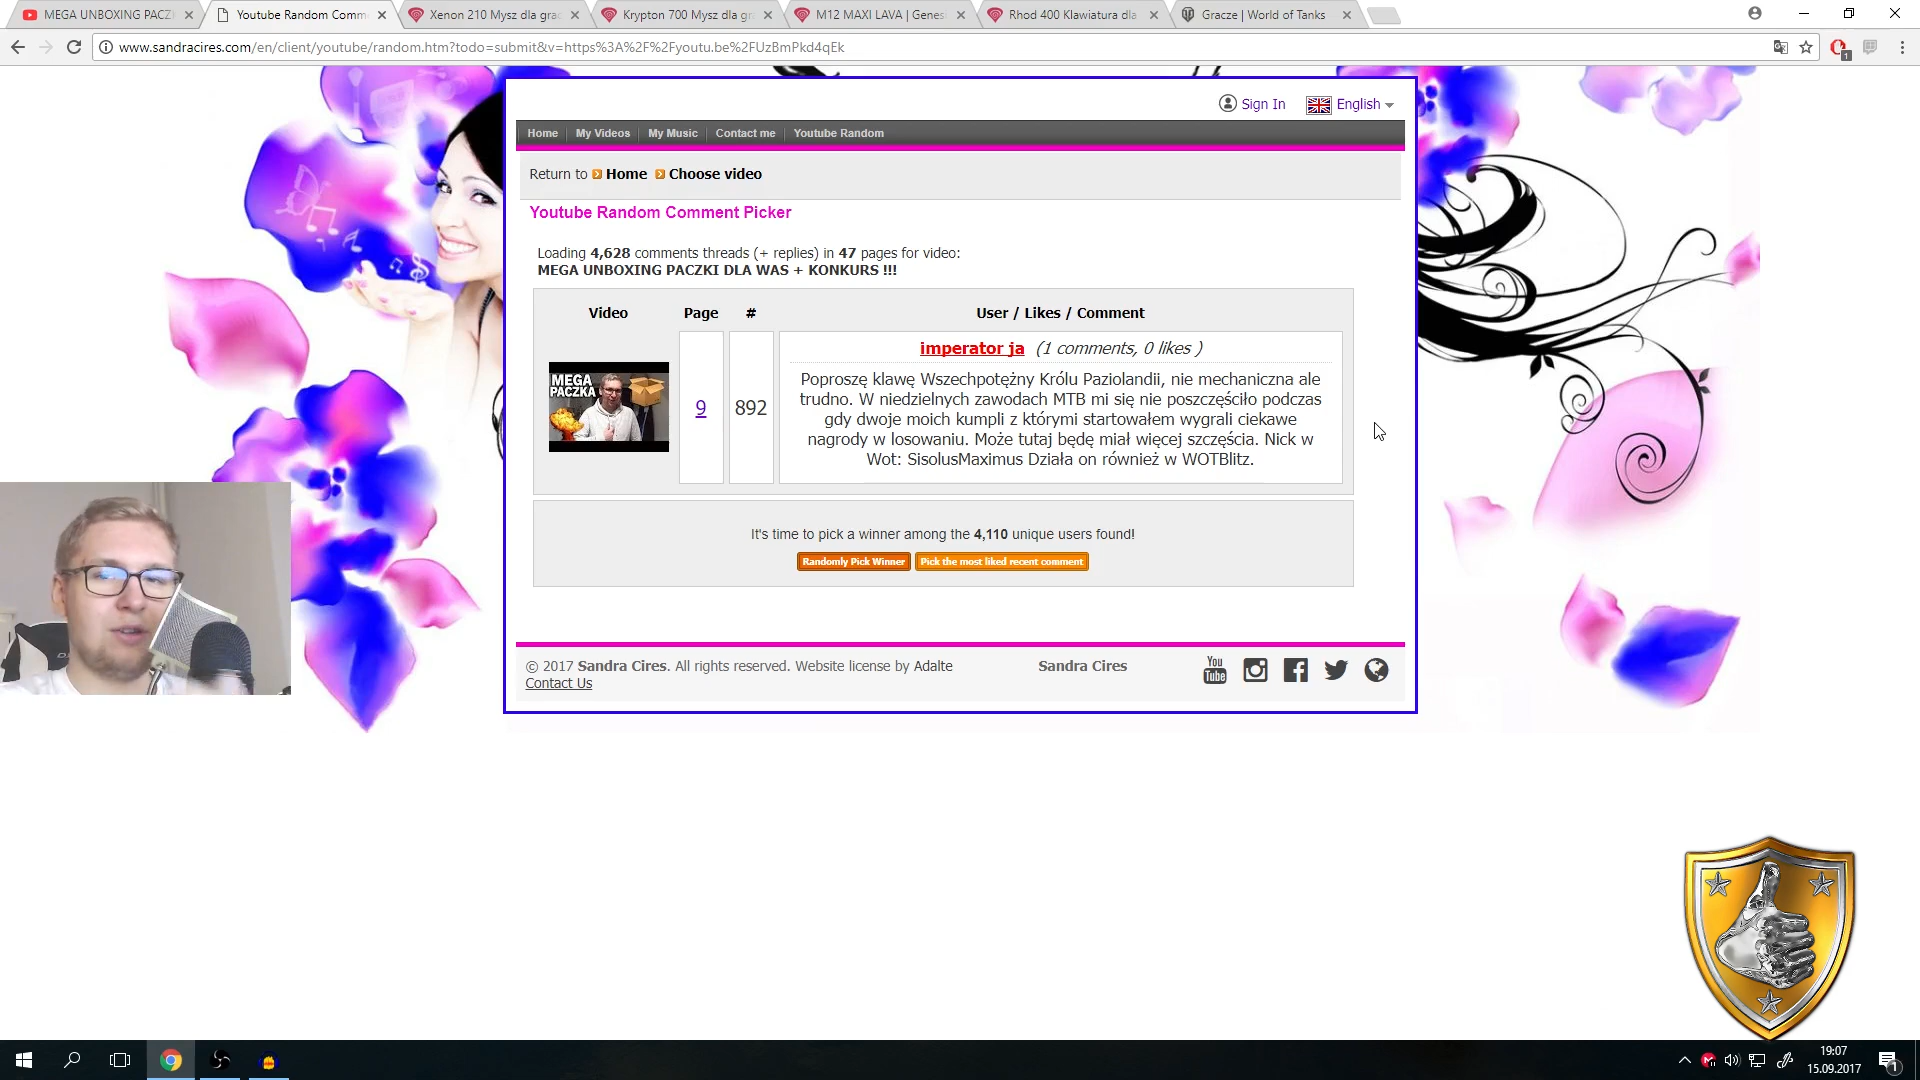 MEGA UNBOXING PACZK
Youtube Random Comme
Xenon 210 Mysz dla grac
Krypton 700 Mysz dla gr
M12 MAXI LAVA | Genesi
Rhod 400 Klawiatura dla
Gracze | World of Tanks
www.sandracires.com/en/client/youtube/random.htm?todo=submit&v=https%3A%2F%2Fyoutu.be%2FUzBmPkd4qEk
1
Sign In
English
Home
My Videos
My Music
Contact me
Youtube Random
Return to Home Choose video
Youtube Random Comment Picker
Loading 4,628 comments threads (+ replies) in 47 pages for video:
MEGA UNBOXING PACZKI DLA WAS + KONKURS !!!
Video Page # User / Likes / Comment
imperator ja (1 comments, 0 likes )
MEGA
PACZKA
9
892
Poproszę klawę Wszechpotężny Królu Paziolandii, nie mechaniczna ale
trudno. W niedzielnych zawodach MTB mi się nie poszczęściło podczas
gdy dwoje moich kumpli z którymi startowałem wygrali ciekawe
nagrody w losowaniu. Może tutaj będę miał więcej szczęścia. Nick w
Wot: SisolusMaximus Działa on również w WOTBlitz.
It's time to pick a winner among the 4,110 unique users found!
Randomly Pick Winner
Pick the most liked recent comment
© 2017 Sandra Cires. All rights reserved. Website license by Adalte
Contact Us
Sandra Cires
You
Tube
19:07
15.09.2017
1